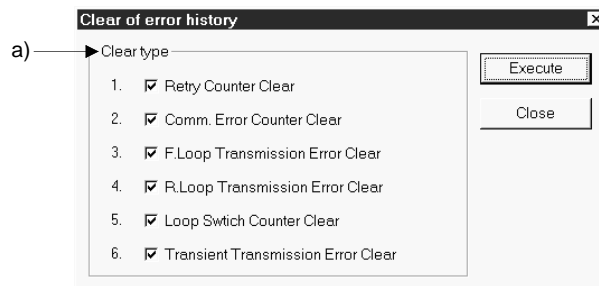 Clear of error history
a)
Clear type
1. Retry Counter Clear
2. Comm. Error Counter Clear
3. F.Loop Transmission Error Clear
4. R.Loop Transmission Error Clear
5. Loop Swtich Counter Clear
6. Transient Transmission Error Clear
Execute
Close